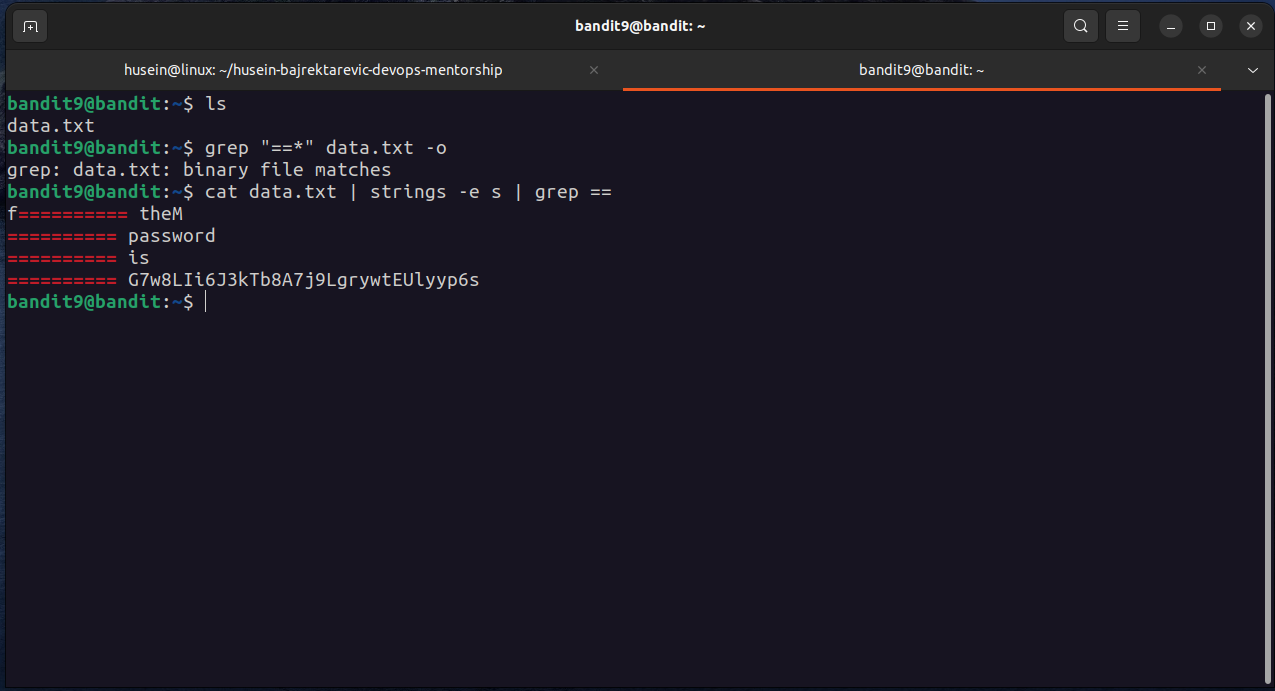 bandit9@bandit: ~
husein@linux: ~/husein-bajrektarevic-devops-mentorship
bandit9@bandit: ~
bandit9@bandit:~$ ls
data.txt
bandit9@bandit:~$ grep "==*" data.txt -o
grep: data.txt: binary file matches
bandit9@bandit:~$ cat data.txt | strings -e s | grep ==
f========== theM
========== password
========== is
========== G7w8LIi6J3kTb8A7j9LgrywtEUlyyp6s
bandit9@bandit:~$